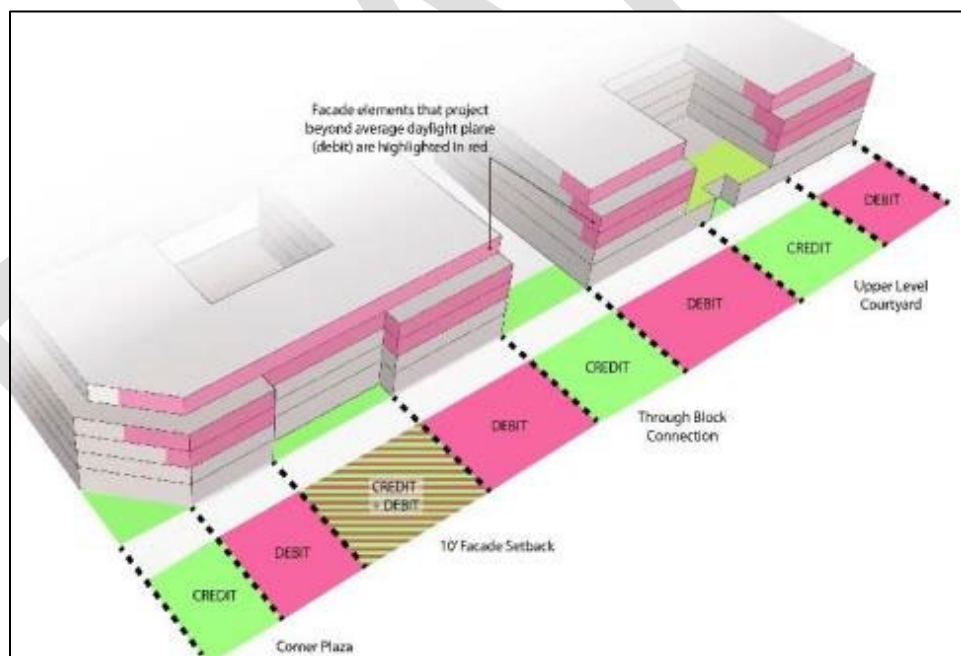 Facade elements that project
beyond average daylight plane
(debit) are highlighted in red
DEBIT
CREDIT
Upper Level
Courtyard
DEBIT
CREDIT
Through Block
Connection
DEBIT
CREDIT
+ DEBIT
10' Facade Setback
DEBIT
CREDIT
Corner Plaza